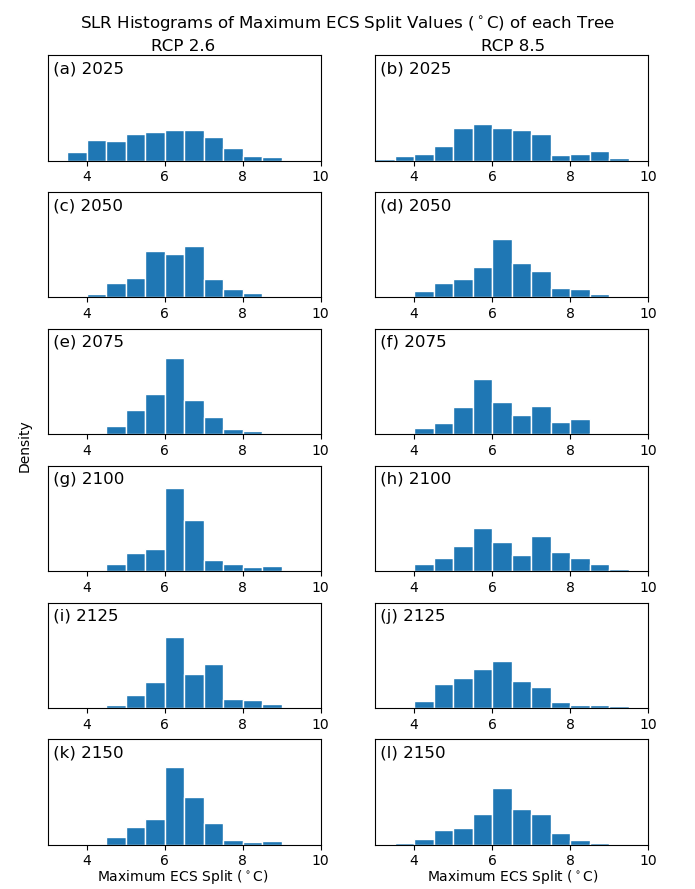 SLR Histograms of Maximum ECS Split Values (°C) of each Tree
RCP 2.6
RCP 8.5
(a) 2025
(b) 2025
4 6 8 10
4 6 8 10
(c) 2050
(d) 2050
4 6 8 10
4 6 8 10
(e) 2075
(f) 2075
4 6 8 10
4 6 8 10
Density
(g) 2100
(h) 2100
4 6 8 10
4 6 8 10
(i) 2125
(j) 2125
4 6 8 10
4 6 8 10
(k) 2150
(l) 2150
4 6 8 10
4 6 8 10
Maximum ECS Split (°C)
Maximum ECS Split (°C)